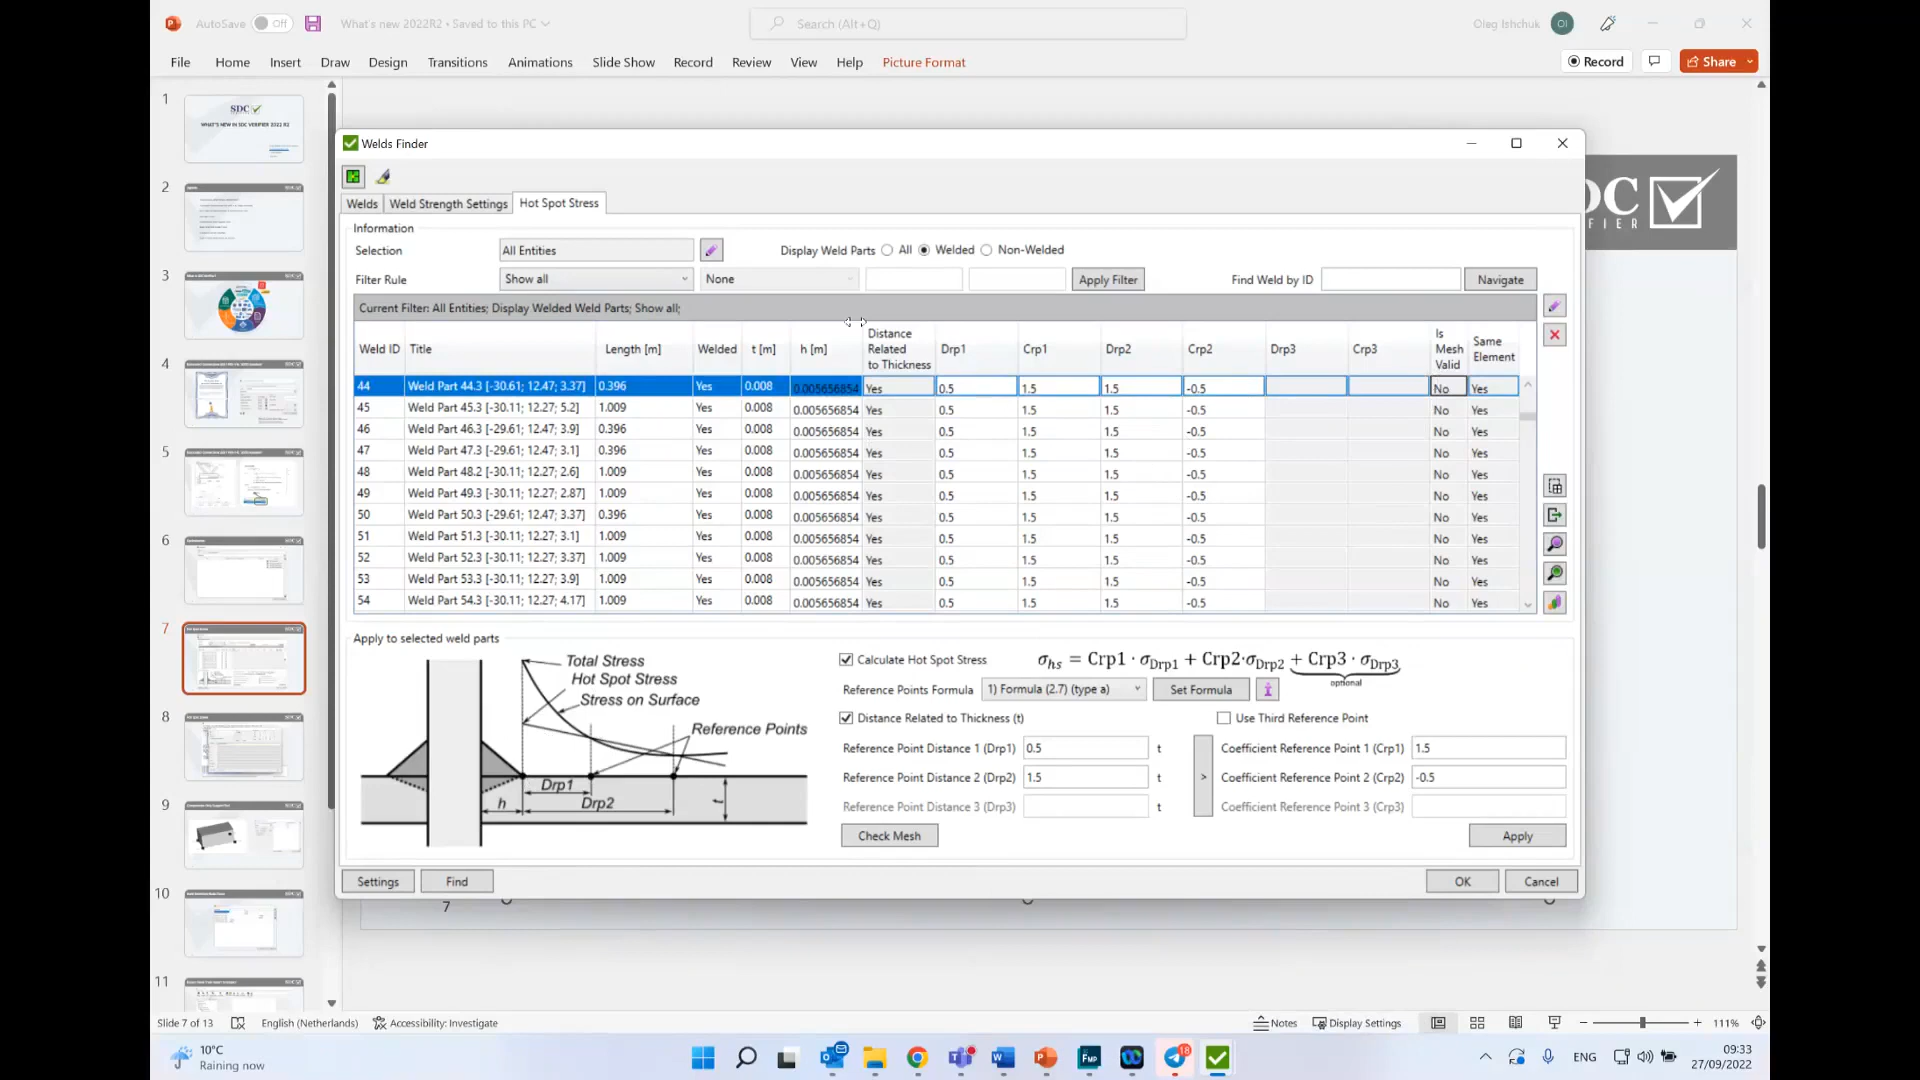 AutoSave Off What's new 2022R2 • Saved to this PC Search (Alt+Q) Oleg Ishchuk OI
File Home Insert Draw Design Transitions Animations Slide Show Record Review View Help Picture Format Record Share
1
SDC
WHAT'S NEW IN SDC VERIFIER 2022 R2
2
3
4
5
6
7
8
9
10
11
Welds Finder
Welds Weld Strength Settings Hot Spot Stress
Information
Selection All Entities Display Weld Parts All Welded Non-Welded
Filter Rule Show all None Apply Filter Find Weld by ID Navigate
Current Filter: All Entities; Display Welded Weld Parts; Show all;
Weld ID Title Length [m] Welded t [m] h [m] Distance Related to Thickness Drp1 Crp1 Drp2 Crp2 Drp3 Crp3 Is Mesh Valid Same Element
44 Weld Part 44.3 [-30.61; 12.47; 3.37] 0.396 Yes 0.008 0.005656854 Yes 0.5 1.5 1.5 -0.5 No Yes
45 Weld Part 45.3 [-30.11; 12.27; 5.2] 1.009 Yes 0.008 0.005656854 Yes 0.5 1.5 1.5 -0.5 No Yes
46 Weld Part 46.3 [-29.61; 12.47; 3.9] 0.396 Yes 0.008 0.005656854 Yes 0.5 1.5 1.5 -0.5 No Yes
47 Weld Part 47.3 [-29.61; 12.47; 3.1] 0.396 Yes 0.008 0.005656854 Yes 0.5 1.5 1.5 -0.5 No Yes
48 Weld Part 48.2 [-30.11; 12.27; 2.6] 1.009 Yes 0.008 0.005656854 Yes 0.5 1.5 1.5 -0.5 No Yes
49 Weld Part 49.3 [-30.11; 12.27; 2.87] 1.009 Yes 0.008 0.005656854 Yes 0.5 1.5 1.5 -0.5 No Yes
50 Weld Part 50.3 [-29.61; 12.47; 3.37] 0.396 Yes 0.008 0.005656854 Yes 0.5 1.5 1.5 -0.5 No Yes
51 Weld Part 51.3 [-30.11; 12.27; 3.1] 1.009 Yes 0.008 0.005656854 Yes 0.5 1.5 1.5 -0.5 No Yes
52 Weld Part 52.3 [-30.11; 12.27; 3.37] 1.009 Yes 0.008 0.005656854 Yes 0.5 1.5 1.5 -0.5 No Yes
53 Weld Part 53.3 [-30.11; 12.27; 3.9] 1.009 Yes 0.008 0.005656854 Yes 0.5 1.5 1.5 -0.5 No Yes
54 Weld Part 54.3 [-30.11; 12.27; 4.17] 1.009 Yes 0.008 0.005656854 Yes 0.5 1.5 1.5 -0.5 No Yes
Apply to selected weld parts
Total Stress
Hot Spot Stress
Stress on Surface
Reference Points
Drp1
h Drp2 t
Calculate Hot Spot Stress σhs = Crp1 · σDrp1 + Crp2·σDrp2 + Crp3 · σDrp3
optional
Reference Points Formula 1) Formula (2.7) (type a) Set Formula i
Distance Related to Thickness (t) Use Third Reference Point
Reference Point Distance 1 (Drp1) 0.5 t > Coefficient Reference Point 1 (Crp1) 1.5
Reference Point Distance 2 (Drp2) 1.5 t Coefficient Reference Point 2 (Crp2) -0.5
Reference Point Distance 3 (Drp3) t Coefficient Reference Point 3 (Crp3)
Check Mesh Apply
Settings Find OK Cancel
7
Slide 7 of 13 English (Netherlands) Accessibility: Investigate Notes Display Settings 111%
10°C
Raining now
18
ENG
09:33
27/09/2022